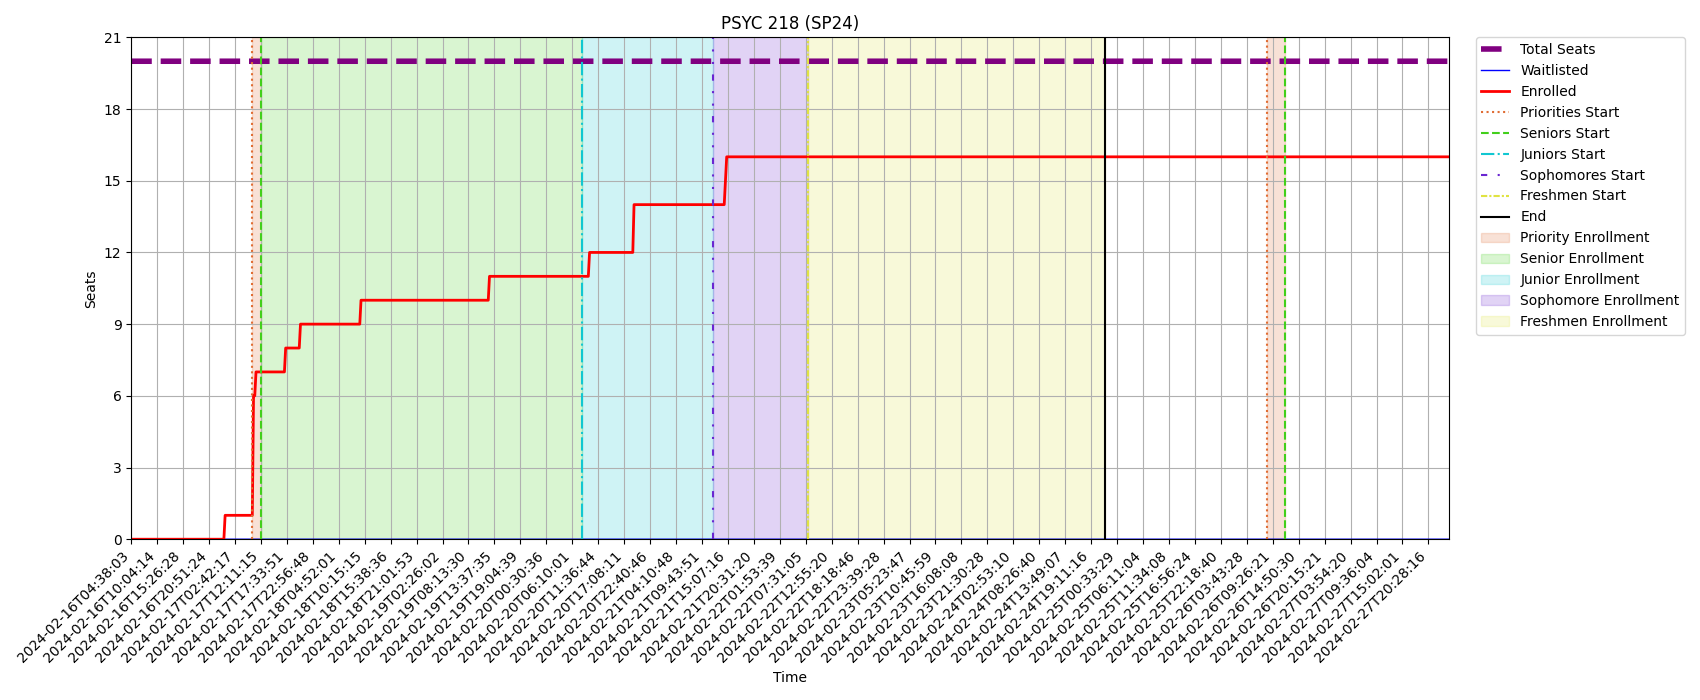 PSYC 218 (SP24)
21
18
15
12
9
6
3
0
Seats
2024-02-16T04:38:03
2024-02-16T10:04:14
2024-02-16T15:26:28
2024-02-16T20:51:24
2024-02-17T02:42:17
2024-02-17T12:11:15
2024-02-17T17:33:51
2024-02-17T22:56:48
2024-02-18T04:52:01
2024-02-18T10:15:15
2024-02-18T15:38:36
2024-02-18T21:01:53
2024-02-19T02:26:02
2024-02-19T08:13:30
2024-02-19T13:37:35
2024-02-19T19:04:39
2024-02-20T00:30:36
2024-02-20T06:10:01
2024-02-20T11:36:44
2024-02-20T17:08:11
2024-02-20T22:40:46
2024-02-21T04:10:48
2024-02-21T09:43:51
2024-02-21T15:07:16
2024-02-21T20:31:20
2024-02-22T01:53:39
2024-02-22T07:31:05
2024-02-22T12:55:20
2024-02-22T18:18:46
2024-02-22T23:39:28
2024-02-23T05:23:47
2024-02-23T10:45:59
2024-02-23T16:08:08
2024-02-23T21:30:28
2024-02-24T02:53:10
2024-02-24T08:26:40
2024-02-24T13:49:07
2024-02-24T19:11:16
2024-02-25T00:33:29
2024-02-25T06:11:04
2024-02-25T11:34:08
2024-02-25T16:56:24
2024-02-25T22:18:40
2024-02-26T03:43:28
2024-02-26T09:26:21
2024-02-26T14:50:30
2024-02-26T20:15:21
2024-02-27T03:54:20
2024-02-27T09:36:04
2024-02-27T15:02:01
2024-02-27T20:28:16
Time
Total Seats
Waitlisted
Enrolled
Priorities Start
Seniors Start
Juniors Start
Sophomores Start
Freshmen Start
End
Priority Enrollment
Senior Enrollment
Junior Enrollment
Sophomore Enrollment
Freshmen Enrollment